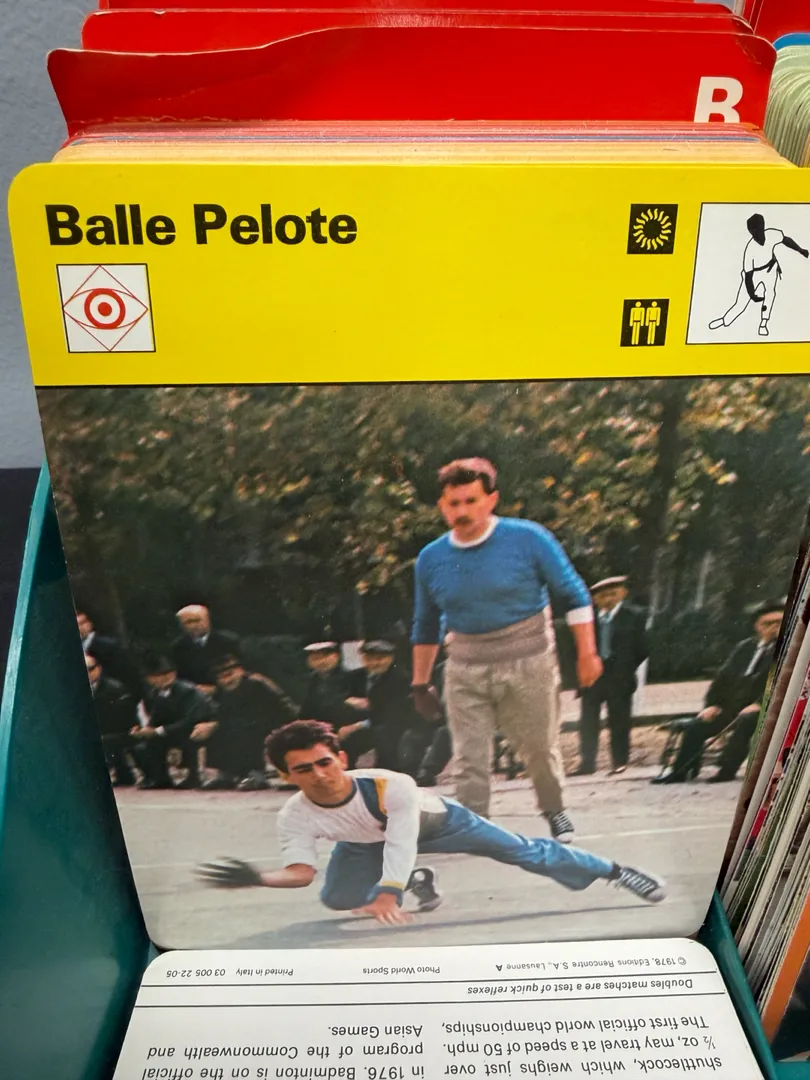 B
Balle Pelote
shuttlecock, which weighs just over
½ oz, may travel at a speed of 50 mph.
The first official world championships,
in 1976. Badminton is on the official
program of the Commonwealth and
Asian Games.
Doubles matches are a test of quick reflexes
© 1978, Editions Rencontre S.A., Lausanne A Photo World Sports Printed in Italy 03 005 22-05